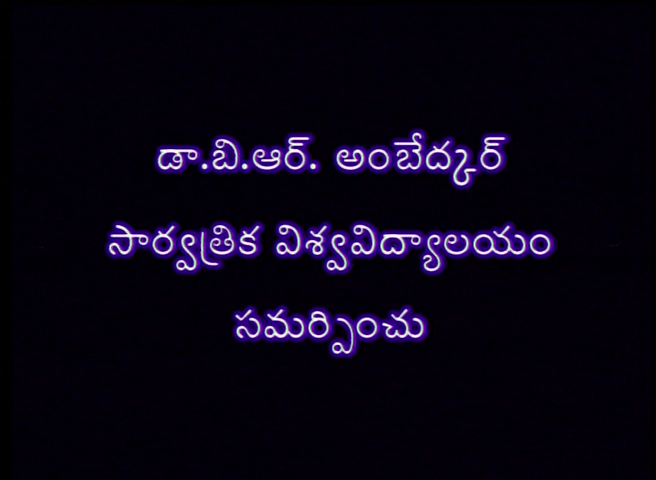 డా.బి.ఆర్. అంబేద్కర్
సార్వత్రిక విశ్వవిద్యాలయం
సమర్పించు